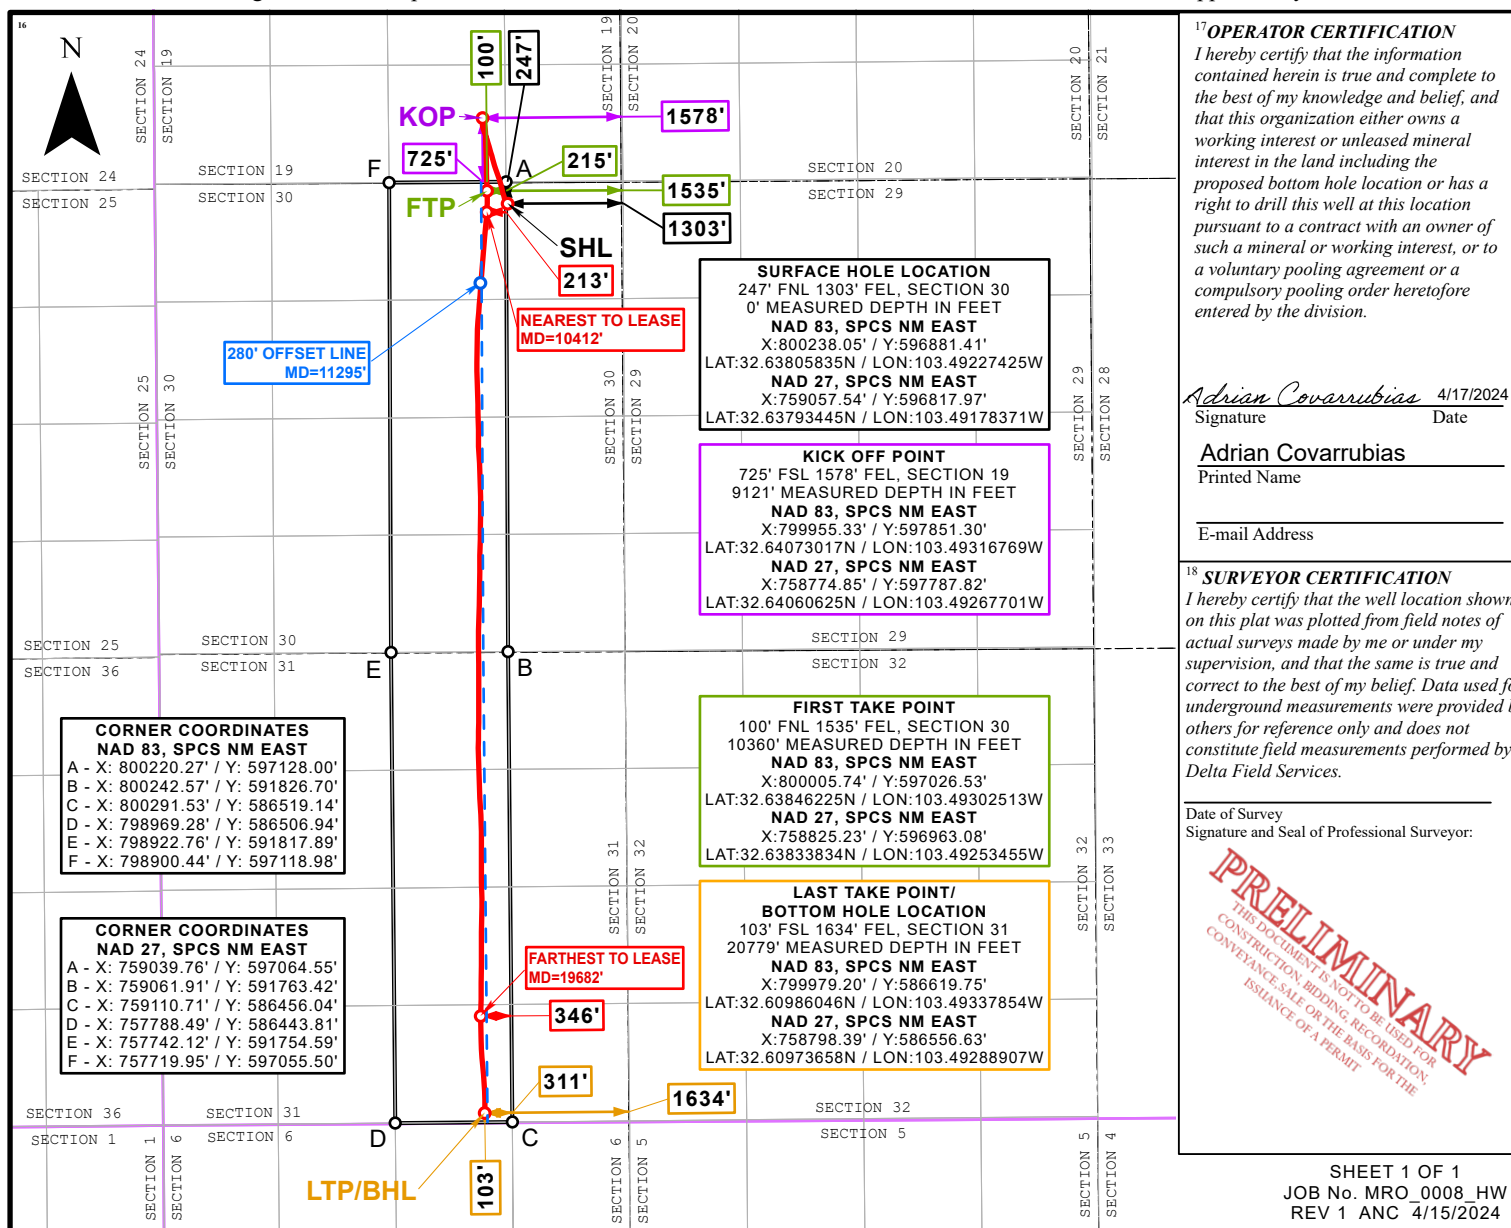 16
N
SECTION 24
SECTION 19
100'
247'
SECTION 19
SECTION 20
SECTION 20
SECTION 21
KOP
1578'
725'
215'
F
A
SECTION 24
SECTION 25
SECTION 19
SECTION 30
SECTION 20
SECTION 29
FTP
1535'
1303'
SHL
213'
NEAREST TO LEASE
MD=10412'
280' OFFSET LINE
MD=11295'
SECTION 25
SECTION 30
SECTION 30
SECTION 29
SECTION 29
SECTION 28
SURFACE HOLE LOCATION
247' FNL 1303' FEL, SECTION 30
0' MEASURED DEPTH IN FEET
NAD 83, SPCS NM EAST
X:800238.05' / Y:596881.41'
LAT:32.63805835N / LON:103.49227425W
NAD 27, SPCS NM EAST
X:759057.54' / Y:596817.97'
LAT:32.63793445N / LON:103.49178371W
KICK OFF POINT
725' FSL 1578' FEL, SECTION 19
9121' MEASURED DEPTH IN FEET
NAD 83, SPCS NM EAST
X:799955.33' / Y:597851.30'
LAT:32.64073017N / LON:103.49316769W
NAD 27, SPCS NM EAST
X:758774.85' / Y:597787.82'
LAT:32.64060625N / LON:103.49267701W
SECTION 25
SECTION 36
SECTION 30
SECTION 31
SECTION 29
SECTION 32
E
B
FIRST TAKE POINT
100' FNL 1535' FEL, SECTION 30
10360' MEASURED DEPTH IN FEET
NAD 83, SPCS NM EAST
X:800005.74' / Y:597026.53'
LAT:32.63846225N / LON:103.49302513W
NAD 27, SPCS NM EAST
X:758825.23' / Y:596963.08'
LAT:32.63833834N / LON:103.49253455W
CORNER COORDINATES
NAD 83, SPCS NM EAST
A - X: 800220.27' / Y: 597128.00'
B - X: 800242.57' / Y: 591826.70'
C - X: 800291.53' / Y: 586519.14'
D - X: 798969.28' / Y: 586506.94'
E - X: 798922.76' / Y: 591817.89'
F - X: 798900.44' / Y: 597118.98'
SECTION 31
SECTION 32
SECTION 32
SECTION 33
LAST TAKE POINT/
BOTTOM HOLE LOCATION
103' FSL 1634' FEL, SECTION 31
20779' MEASURED DEPTH IN FEET
NAD 83, SPCS NM EAST
X:799979.20' / Y:586619.75'
LAT:32.60986046N / LON:103.49337854W
NAD 27, SPCS NM EAST
X:758798.39' / Y:586556.63'
LAT:32.60973658N / LON:103.49288907W
CORNER COORDINATES
NAD 27, SPCS NM EAST
A - X: 759039.76' / Y: 597064.55'
B - X: 759061.91' / Y: 591763.42'
C - X: 759110.71' / Y: 586456.04'
D - X: 757788.49' / Y: 586443.81'
E - X: 757742.12' / Y: 591754.59'
F - X: 757719.95' / Y: 597055.50'
FARTHEST TO LEASE
MD=19682'
346'
311'
1634'
SECTION 36
SECTION 1
SECTION 31
SECTION 6
SECTION 32
SECTION 5
D
C
SECTION 1
SECTION 6
LTP/BHL
103'
SECTION 6
SECTION 5
SECTION 5
SECTION 4
17 OPERATOR CERTIFICATION
I hereby certify that the information
contained herein is true and complete to
the best of my knowledge and belief, and
that this organization either owns a
working interest or unleased mineral
interest in the land including the
proposed bottom hole location or has a
right to drill this well at this location
pursuant to a contract with an owner of
such a mineral or working interest, or to
a voluntary pooling agreement or a
compulsory pooling order heretofore
entered by the division.
Adrian Covarrubias 4/17/2024
Signature Date
Adrian Covarrubias
Printed Name
E-mail Address
18 SURVEYOR CERTIFICATION
I hereby certify that the well location shown
on this plat was plotted from field notes of
actual surveys made by me or under my
supervision, and that the same is true and
correct to the best of my belief. Data used
underground measurements were provided
others for reference only and does not
constitute field measurements performed by
Delta Field Services.
Date of Survey
Signature and Seal of Professional Surveyor:
PRELIMINARY
THIS DOCUMENT IS NOT TO BE USED FOR
CONSTRUCTION, BIDDING, RECORDATION,
CONVEYANCE, SALE OR THE BASIS FOR THE
ISSUANCE OF A PERMIT
SHEET 1 OF 1
JOB No. MRO_0008_HW
REV 1 ANC 4/15/2024